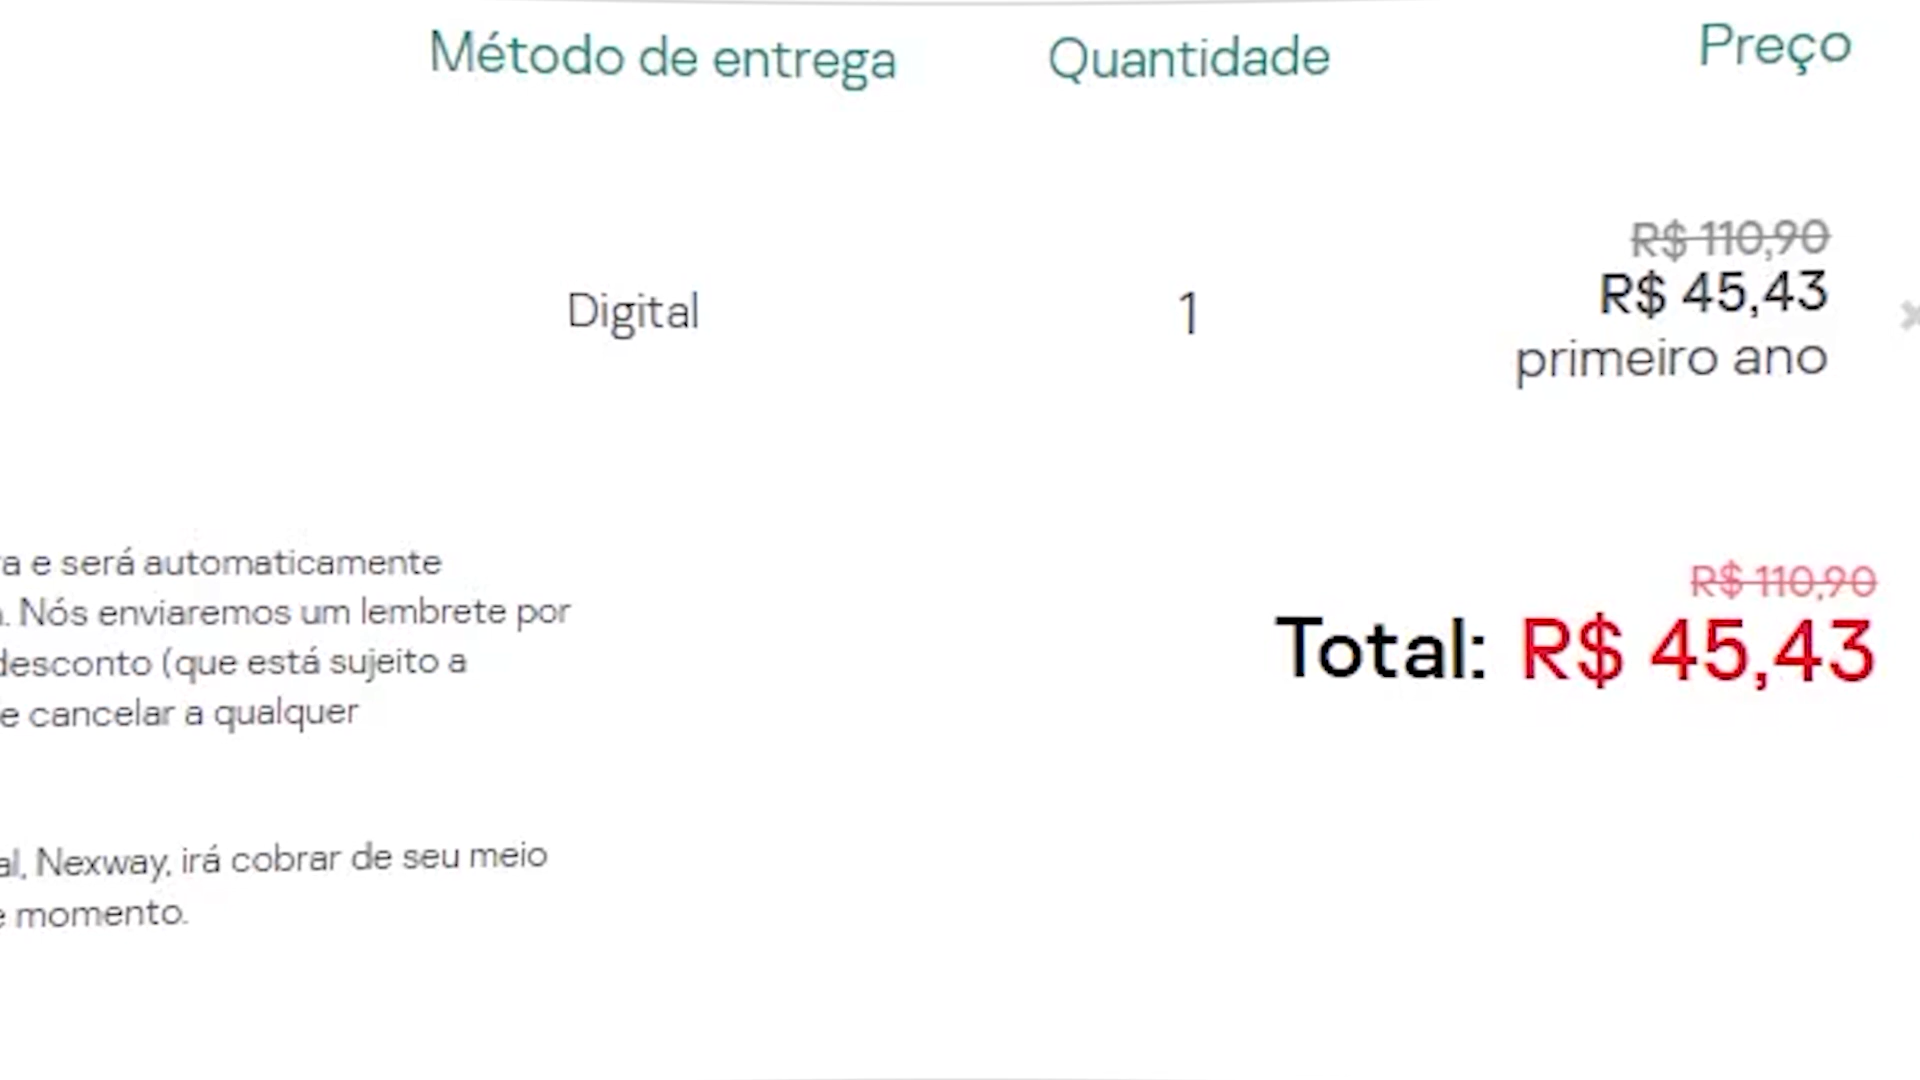 Método de entrega Quantidade Preço
R$ 110,90
Digital 1 R$ 45,43
primeiro ano
e será automaticamente
Nós enviaremos um lembrete por
desconto (que está sujeito a
e cancelar a qualquer
R$ 110,90
Total: R$ 45,43
al, Nexway, irá cobrar de seu meio
e momento.